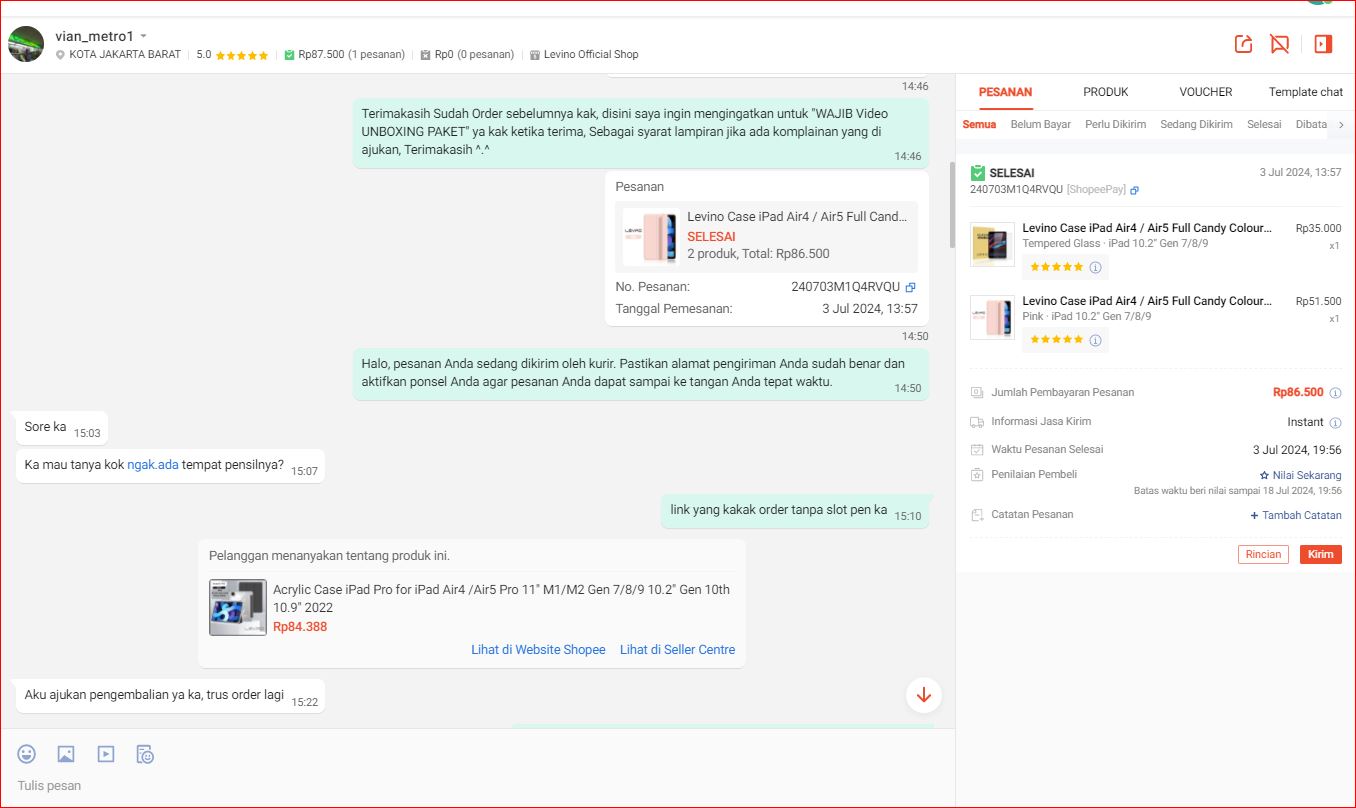 vian_metro1
KOTA JAKARTA BARAT 5.0 Rp87.500 (1 pesanan) Rp0 (0 pesanan) Levino Official Shop
14:46
Terimakasih Sudah Order sebelumnya kak, disini saya ingin mengingatkan untuk "WAJIB Video
UNBOXING PAKET" ya kak ketika terima, Sebagai syarat lampiran jika ada komplainan yang di
ajukan, Terimakasih ^.^
14:46
Pesanan
Levino Case iPad Air4 / Air5 Full Cand...
SELESAI
2 produk, Total: Rp86.500
No. Pesanan: 240703M1Q4RVQU
Tanggal Pemesanan: 3 Jul 2024, 13:57
14:50
Halo, pesanan Anda sedang dikirim oleh kurir. Pastikan alamat pengiriman Anda sudah benar dan
aktifkan ponsel Anda agar pesanan Anda dapat sampai ke tangan Anda tepat waktu.
14:50
Sore ka 15:03
Ka mau tanya kok ngak.ada tempat pensilnya? 15:07
link yang kakak order tanpa slot pen ka 15:10
Pelanggan menanyakan tentang produk ini.
Acrylic Case iPad Pro for iPad Air4 /Air5 Pro 11" M1/M2 Gen 7/8/9 10.2" Gen 10th
10.9" 2022
Rp84.388
Lihat di Website Shopee Lihat di Seller Centre
Aku ajukan pengembalian ya ka, trus order lagi 15:22
Tulis pesan
PESANAN PRODUK VOUCHER Template chat
Semua Belum Bayar Perlu Dikirim Sedang Dikirim Selesai Dibata
SELESAI 3 Jul 2024, 13:57
240703M1Q4RVQU [ShopeePay]
Levino Case iPad Air4 / Air5 Full Candy Colour... Rp35.000
Tempered Glass · iPad 10.2" Gen 7/8/9 x1
Levino Case iPad Air4 / Air5 Full Candy Colour... Rp51.500
Pink · iPad 10.2" Gen 7/8/9 x1
Jumlah Pembayaran Pesanan Rp86.500
Informasi Jasa Kirim Instant
Waktu Pesanan Selesai 3 Jul 2024, 19:56
Penilaian Pembeli Nilai Sekarang
Batas waktu beri nilai sampai 18 Jul 2024, 19:56
Catatan Pesanan + Tambah Catatan
Rincian Kirim